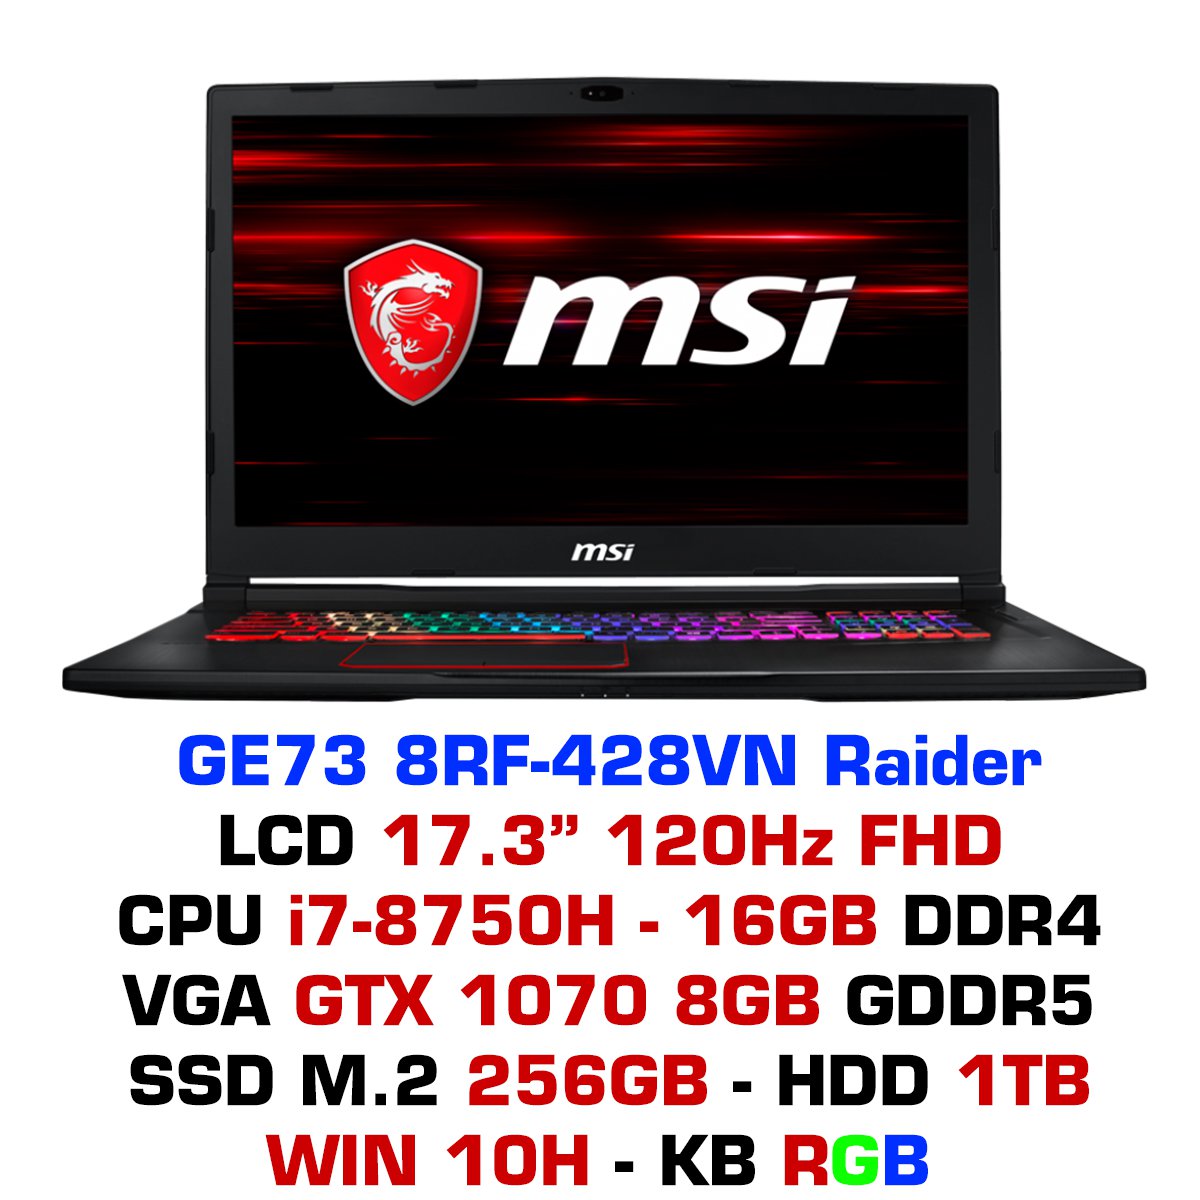 msi
msi
GE73 8RF-428VN Raider
LCD 17.3” 120Hz FHD
CPU i7-8750H - 16GB DDR4
VGA GTX 1070 8GB GDDR5
SSD M.2 256GB - HDD 1TB
WIN 10H - KB RGB